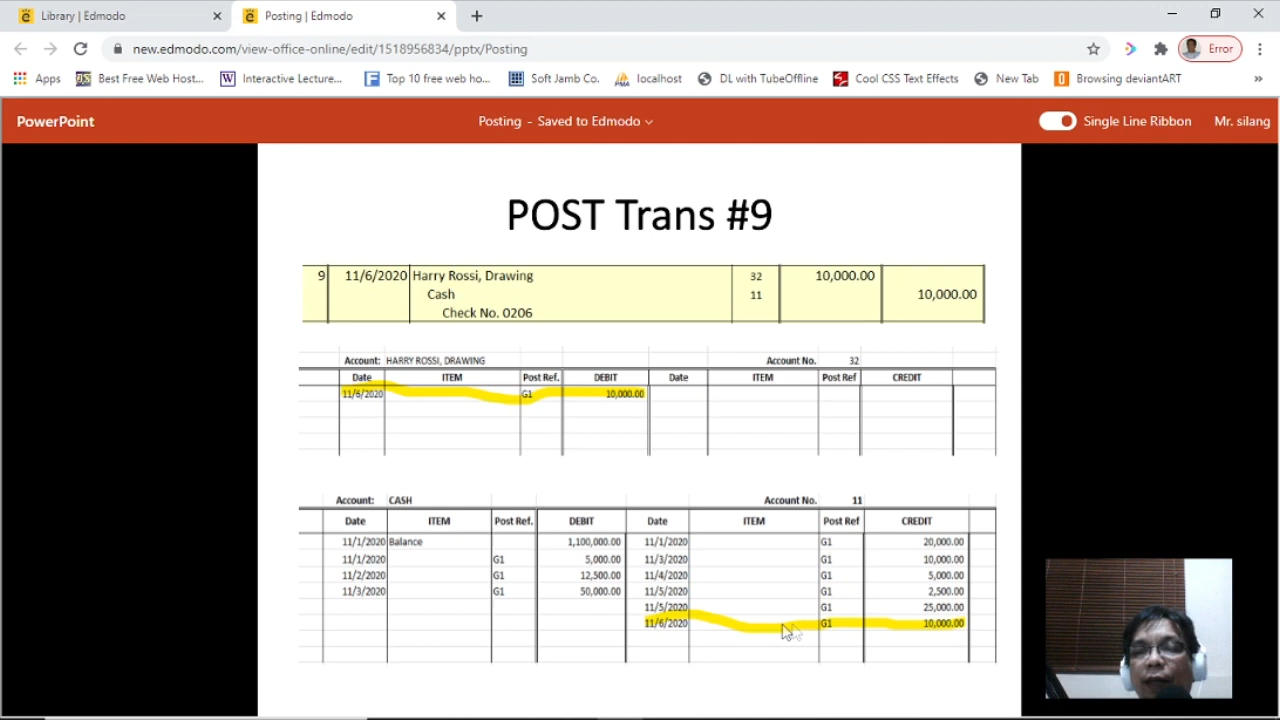 Library | Edmodo
Posting | Edmodo
new.edmodo.com/view-office-online/edit/1518956834/pptx/Posting
Error
Apps Best Free Web Host... Interactive Lecture... Top 10 free web ho... Soft Jamb Co. localhost DL with TubeOffline Cool CSS Text Effects New Tab Browsing deviantART »
PowerPoint
Posting - Saved to Edmodo
Single Line Ribbon
Mr. silang
POST Trans #9
9 11/6/2020 Harry Rossi, Drawing 32 10,000.00
Cash 11 10,000.00
Check No. 0206
Account: HARRY ROSSI, DRAWING Account No. 32
Date ITEM Post Ref. DEBIT Date ITEM Post Ref CREDIT
11/6/2020 G1 10,000.00
Account: CASH Account No. 11
Date ITEM Post Ref. DEBIT Date ITEM Post Ref CREDIT
11/1/2020 Balance 1,100,000.00 11/1/2020 G1 20,000.00
11/1/2020 G1 5,000.00 11/3/2020 G1 10,000.00
11/2/2020 G1 12,500.00 11/4/2020 G1 5,000.00
11/3/2020 G1 50,000.00 11/5/2020 G1 2,500.00
11/5/2020 G1 25,000.00
11/6/2020 G1 10,000.00